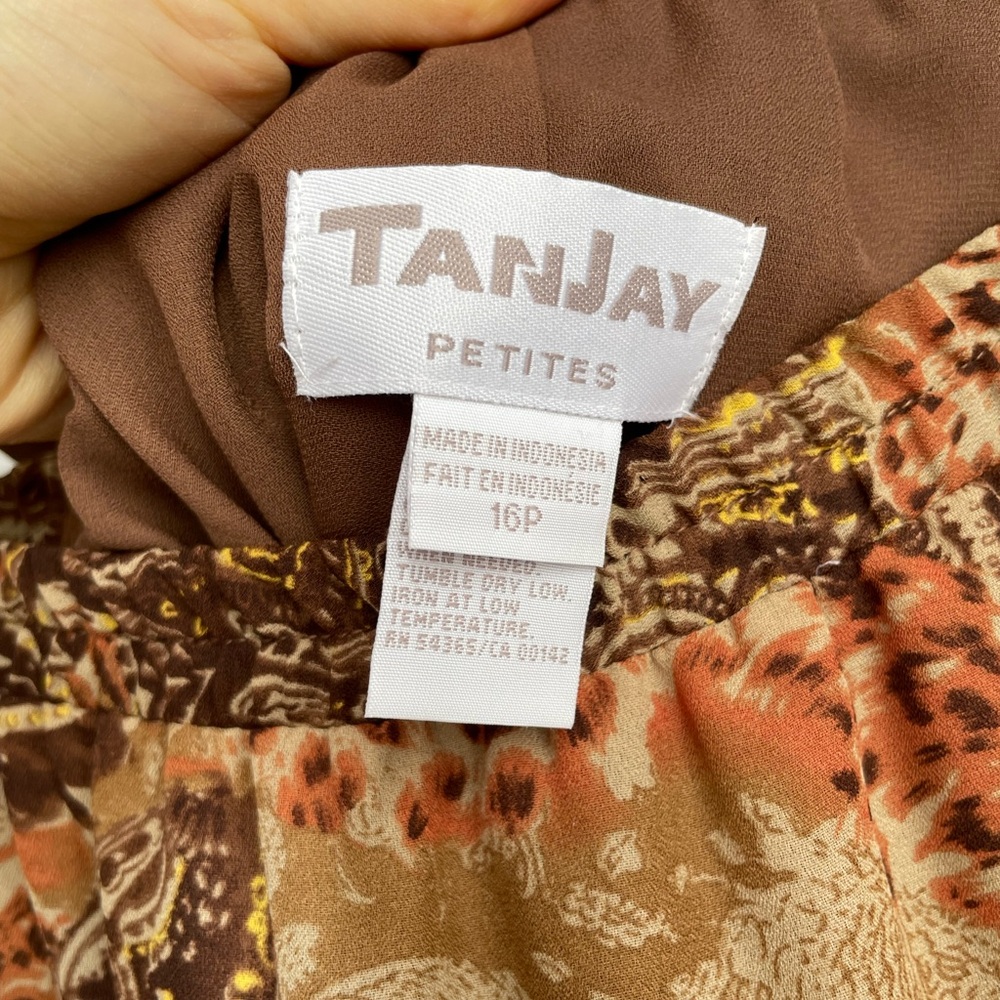 TANJAY
PETITES
MADE IN INDONESIA
FAIT EN INDONÉSIE
16P
WHEN NEEDED.
TUMBLE DRY LOW.
IRON AT LOW
TEMPERATURE.
RN 54365/CA 00142